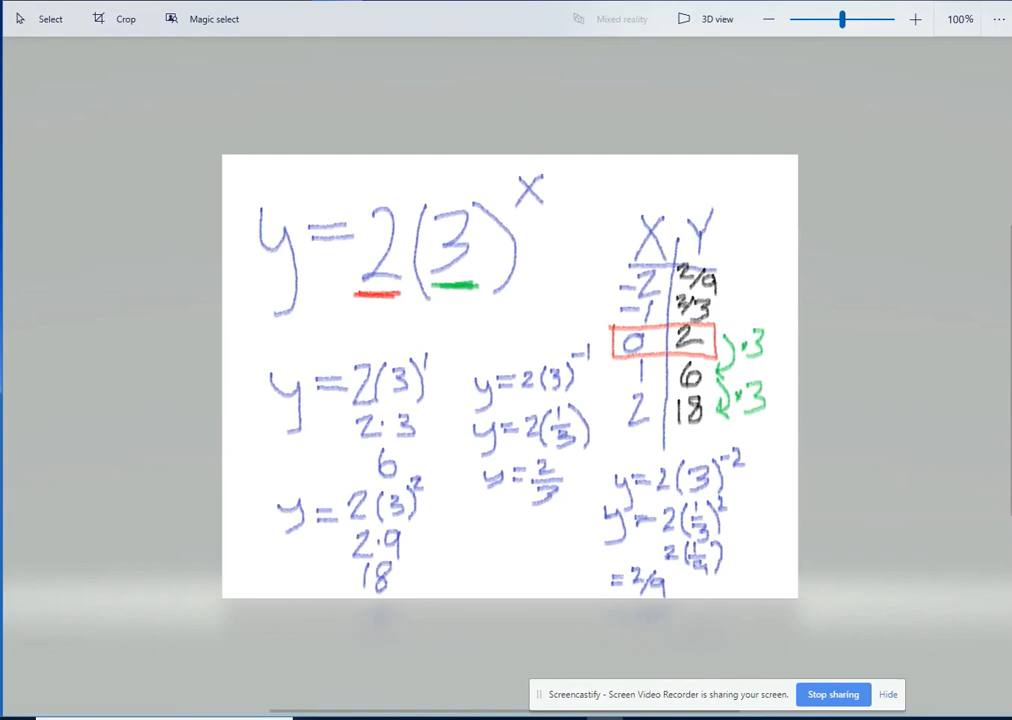 Select Crop Magic select Mixed reality 3D view 100%
y=2(3)^x
X Y
-2 2/9
-1 2/3
0 2
1 6
2 18
•3
•3
y=2(3)^1
2·3
6
y=2(3)^2
2·9
18
y=2(3)^-1
y=2(1/3)
y=2/3
y=2(3)^-2
y=2(1/3)^2
2(1/9)
=2/9
Screencastify - Screen Video Recorder is sharing your screen. Stop sharing Hide